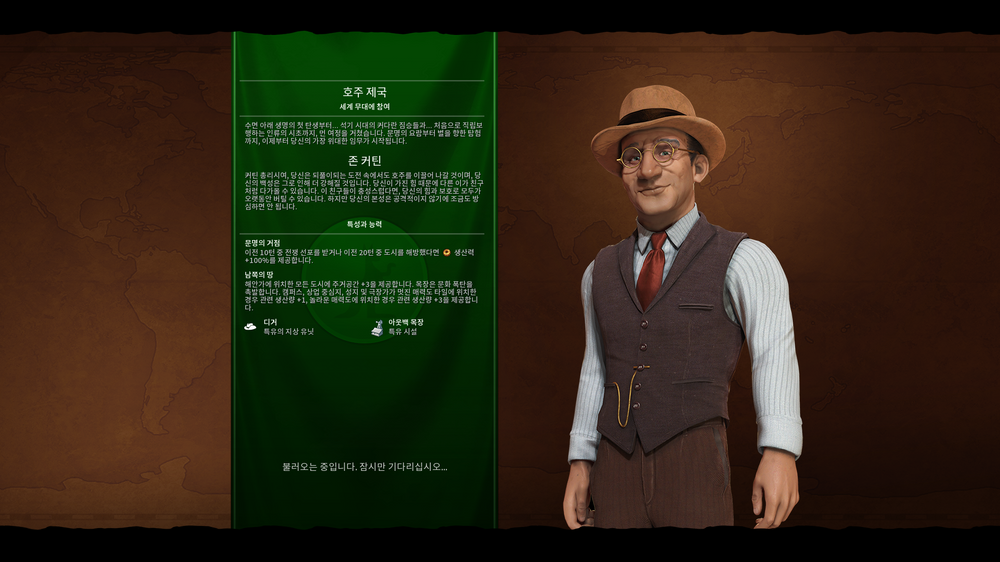 호주 제국
세계 무대에 참여
수면 아래 생명의 첫 탄생부터... 석기 시대의 커다란 짐승들과... 처음으로 직립보
행하는 인류의 시초까지, 먼 여정을 거쳤습니다. 문명의 요람부터 별을 향한 탐험
까지, 이제부터 당신의 가장 위대한 임무가 시작됩니다.
존 커틴
커틴 총리시여, 당신은 되풀이되는 도전 속에서도 호주를 이끌어 나갈 것이며, 당
신의 백성은 그로 인해 더 강해질 것입니다. 당신이 가진 힘 때문에 다른 이가 친구
처럼 다가올 수 있습니다. 이 친구들이 충성스럽다면, 당신의 힘과 보호로 모두가
오랫동안 버틸 수 있습니다. 하지만 당신의 본성은 공격적이지 않기에 조금도 방
심하면 안 됩니다.
특성과 능력
문명의 거점
이전 10턴 중 전쟁 선포를 받거나 이전 20턴 중 도시를 해방했다면 생산력
+100%를 제공합니다.
남쪽의 땅
해안가에 위치한 모든 도시에 주거공간 +3을 제공합니다. 목장은 문화 폭탄을
촉발합니다. 캠퍼스, 상업 중심지, 성지 및 극장가가 멋진 매력도 타일에 위치한
경우 관련 생산량 +1, 놀라운 매력도에 위치한 경우 관련 생산량 +3을 제공합니
다.
디거
특유의 지상 유닛
아웃백 목장
특유 시설
불러오는 중입니다. 잠시만 기다리십시오...